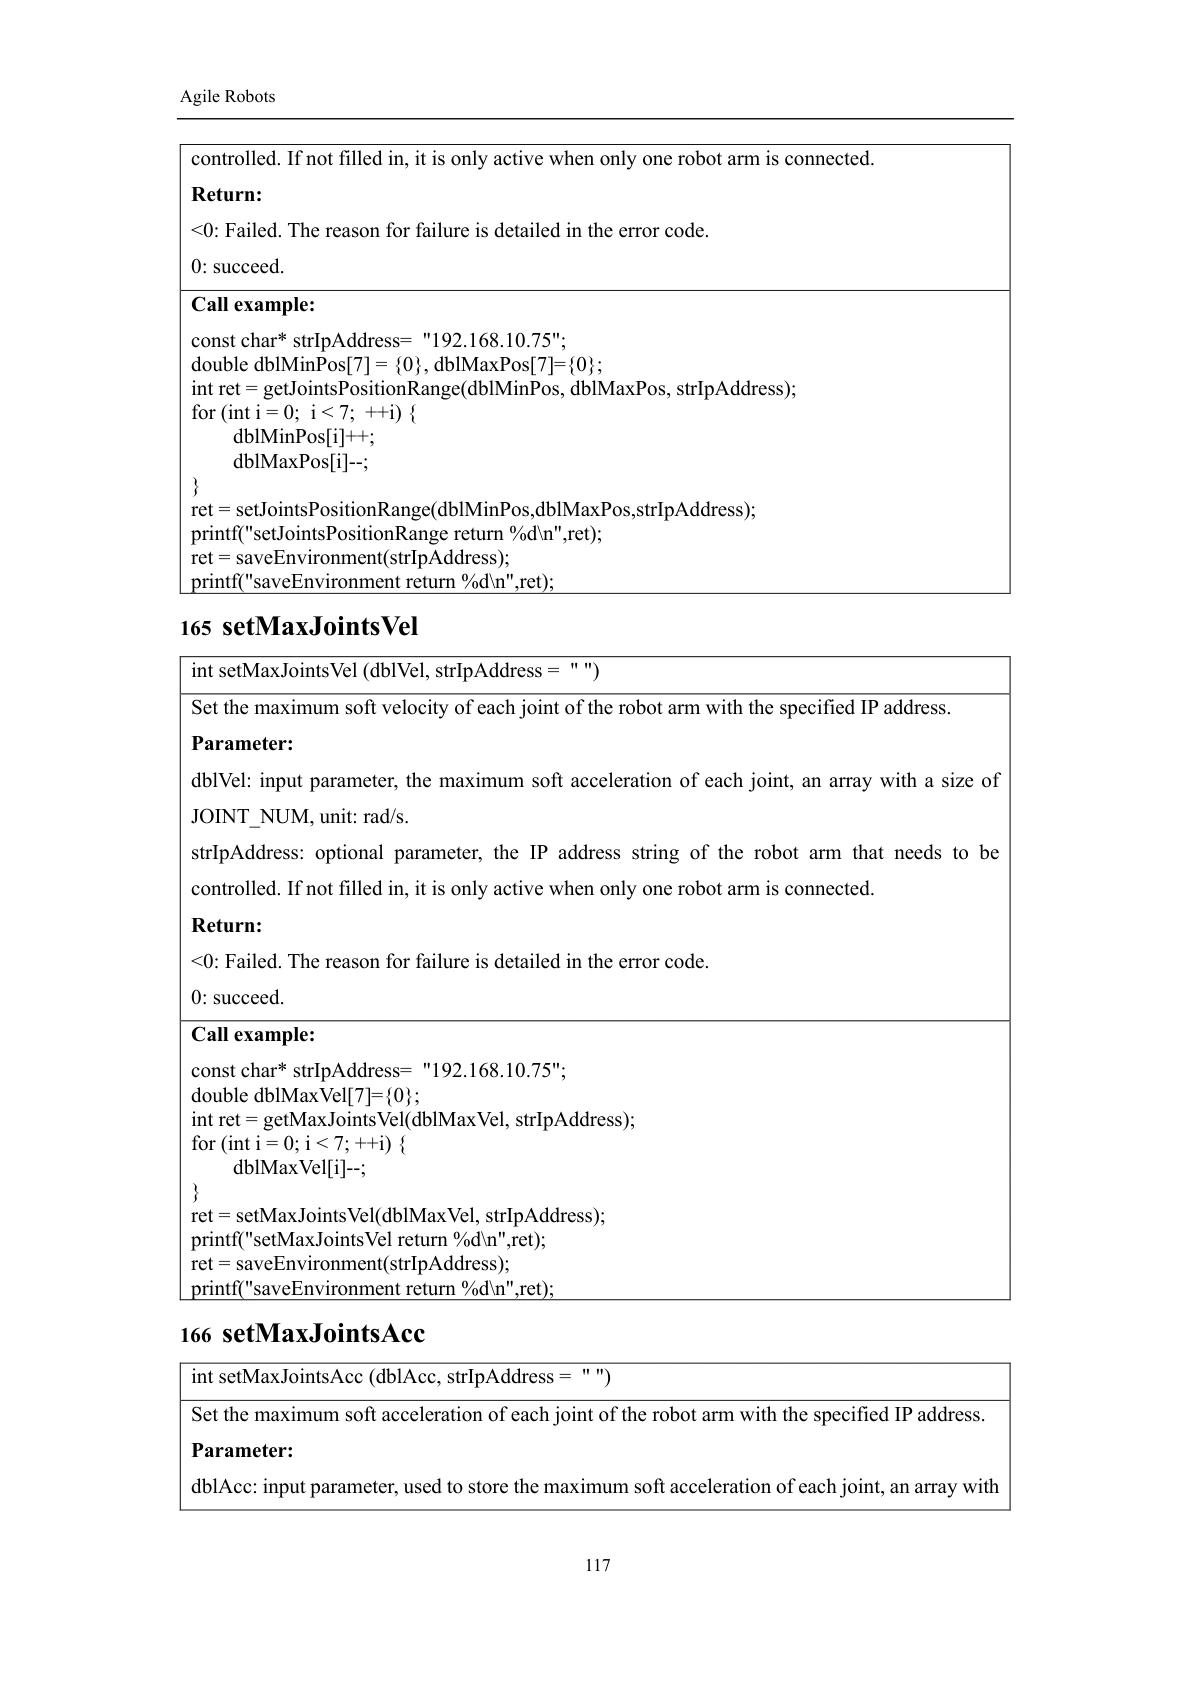 Agile Robots
controlled. If not filled in, it is only active when only one robot arm is connected.
Return:
<0: Failed. The reason for failure is detailed in the error code.
0: succeed.
Call example:
const char* strIpAddress=  "192.168.10.75";
double dblMinPos[7] = {0}, dblMaxPos[7]={0};
int ret = getJointsPositionRange(dblMinPos, dblMaxPos, strIpAddress);
for (int i = 0;  i < 7;  ++i) {
dblMinPos[i]++;
dblMaxPos[i]--;
}
ret = setJointsPositionRange(dblMinPos,dblMaxPos,strIpAddress);
printf("setJointsPositionRange return %d\n",ret);
ret = saveEnvironment(strIpAddress);
printf("saveEnvironment return %d\n",ret);
165 setMaxJointsVel
int setMaxJointsVel (dblVel, strIpAddress =  " ")
Set the maximum soft velocity of each joint of the robot arm with the specified IP address.
Parameter:
dblVel: input parameter, the maximum soft acceleration of each joint, an array with a size of
JOINT_NUM, unit: rad/s.
strIpAddress: optional parameter, the IP address string of the robot arm that needs to be
controlled. If not filled in, it is only active when only one robot arm is connected.
Return:
<0: Failed. The reason for failure is detailed in the error code.
0: succeed.
Call example:
const char* strIpAddress=  "192.168.10.75";
double dblMaxVel[7]={0};
int ret = getMaxJointsVel(dblMaxVel, strIpAddress);
for (int i = 0; i < 7; ++i) {
dblMaxVel[i]--;
}
ret = setMaxJointsVel(dblMaxVel, strIpAddress);
printf("setMaxJointsVel return %d\n",ret);
ret = saveEnvironment(strIpAddress);
printf("saveEnvironment return %d\n",ret);
166 setMaxJointsAcc
int setMaxJointsAcc (dblAcc, strIpAddress =  " ")
Set the maximum soft acceleration of each joint of the robot arm with the specified IP address.
Parameter:
dblAcc: input parameter, used to store the maximum soft acceleration of each joint, an array with
117